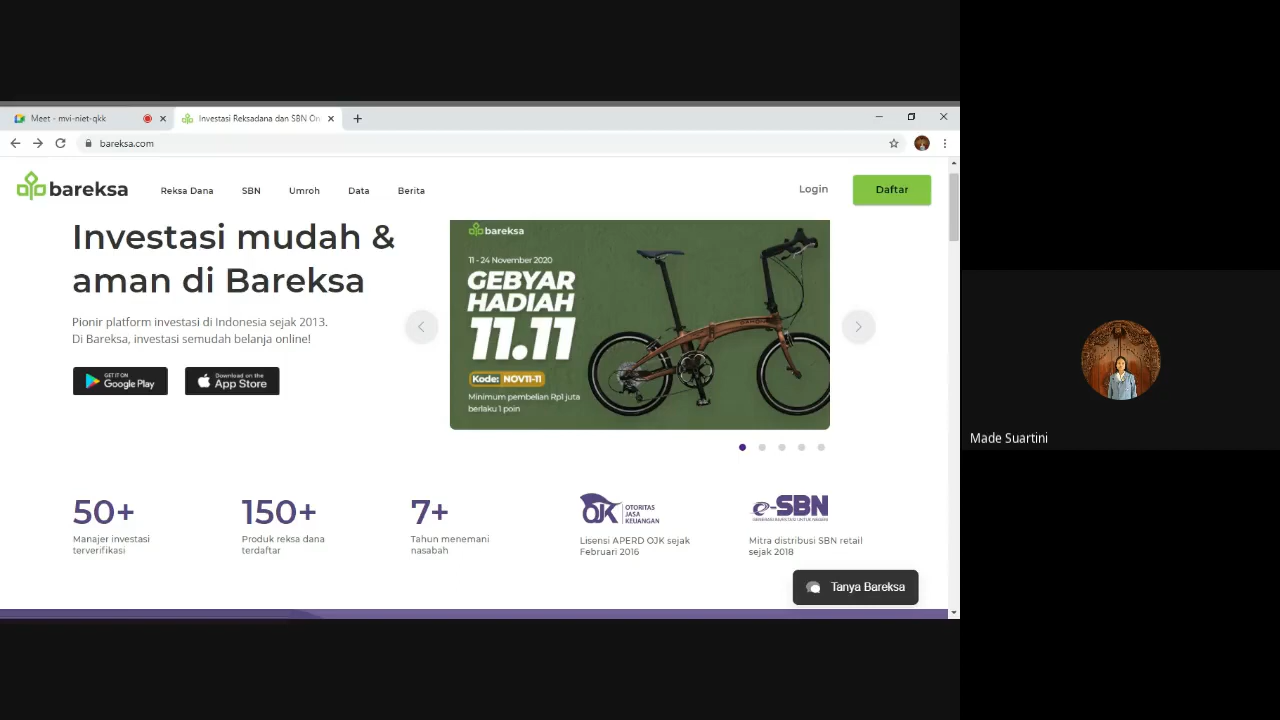 Meet - mvi-niet-qkk
Investasi Reksadana dan SBN On
bareksa.com
bareksa
Reksa Dana
SBN
Umroh
Data
Berita
Login
Daftar
Investasi mudah &
aman di Bareksa
Pionir platform investasi di Indonesia sejak 2013.
Di Bareksa, investasi semudah belanja online!
GET IT ON
Google Play
Download on the
App Store
bareksa
11 - 24 November 2020
GEBYAR
HADIAH
11.11
Kode: NOV11-11
Minimum pembelian Rp1 juta
berlaku 1 poin
50+
Manajer investasi
terverifikasi
150+
Produk reksa dana
terdaftar
7+
Tahun menemani
nasabah
OJK
OTORITAS
JASA
KEUANGAN
Lisensi APERD OJK sejak
Februari 2016
e-SBN
Mitra distribusi SBN retail
sejak 2018
Tanya Bareksa
Made Suartini